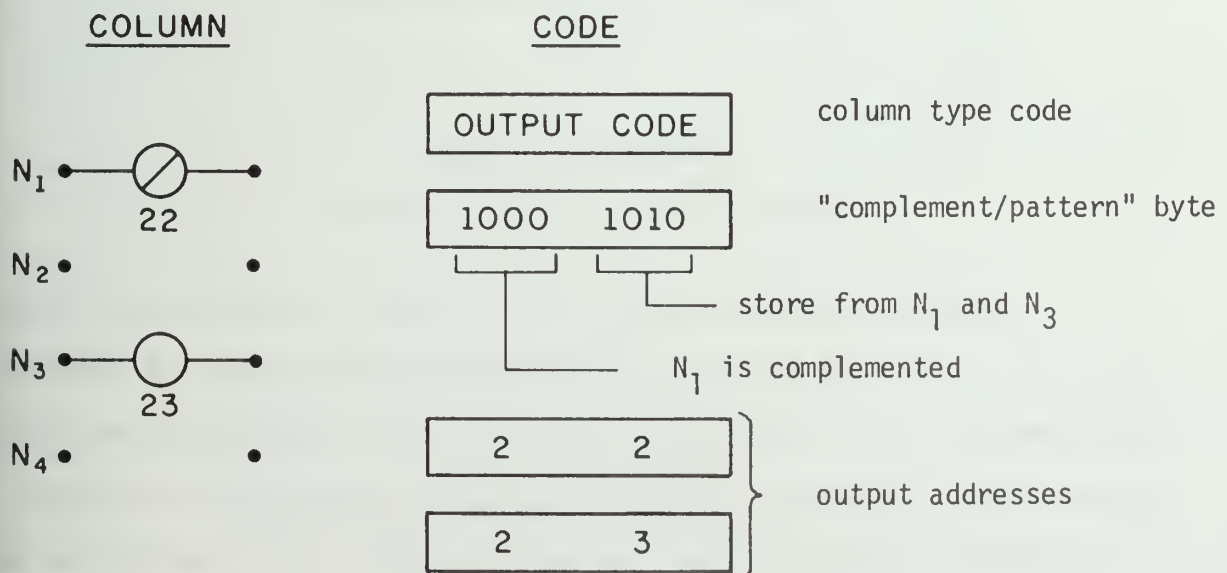 COLUMN CODE
OUTPUT CODE column type code
N1
22
1000 1010 "complement/pattern" byte
N2
store from N1 and N3
N3
23
N1 is complemented
N4
2 2
output addresses
2 3